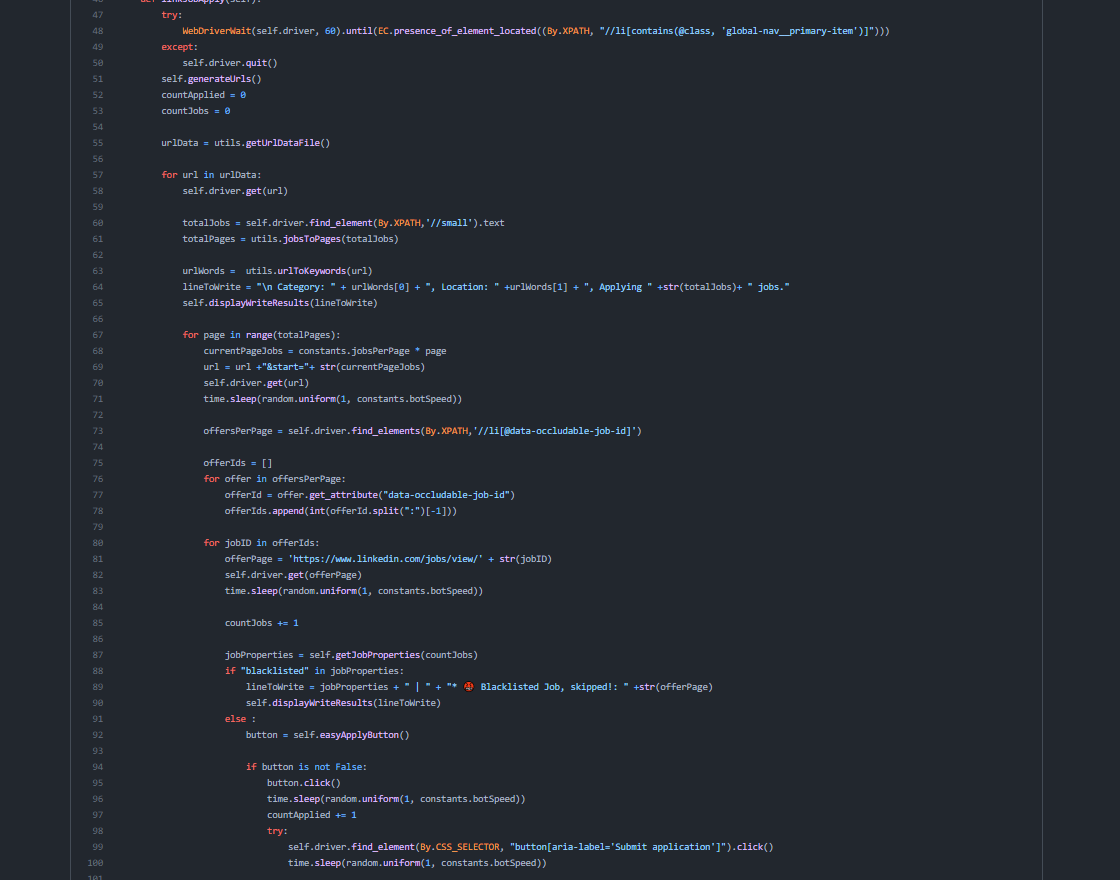 46 def linkJobApply(self):
47 try:
48 WebDriverWait(self.driver, 60).until(EC.presence_of_element_located((By.XPATH, "//li[contains(@class, 'global-nav__primary-item')]")))
49 except:
50 self.driver.quit()
51 self.generateUrls()
52 countApplied = 0
53 countJobs = 0
54
55 urlData = utils.getUrlDataFile()
56
57 for url in urlData:
58 self.driver.get(url)
59
60 totalJobs = self.driver.find_element(By.XPATH,'//small').text
61 totalPages = utils.jobsToPages(totalJobs)
62
63 urlWords =  utils.urlToKeywords(url)
64 lineToWrite = "\n Category: " + urlWords[0] + ", Location: " +urlWords[1] + ", Applying " +str(totalJobs)+ " jobs."
65 self.displayWriteResults(lineToWrite)
66
67 for page in range(totalPages):
68 currentPageJobs = constants.jobsPerPage * page
69 url = url +"&start="+ str(currentPageJobs)
70 self.driver.get(url)
71 time.sleep(random.uniform(1, constants.botSpeed))
72
73 offersPerPage = self.driver.find_elements(By.XPATH,'//li[@data-occludable-job-id]')
74
75 offerIds = []
76 for offer in offersPerPage:
77 offerId = offer.get_attribute("data-occludable-job-id")
78 offerIds.append(int(offerId.split(":")[-1]))
79
80 for jobID in offerIds:
81 offerPage = 'https://www.linkedin.com/jobs/view/' + str(jobID)
82 self.driver.get(offerPage)
83 time.sleep(random.uniform(1, constants.botSpeed))
84
85 countJobs += 1
86
87 jobProperties = self.getJobProperties(countJobs)
88 if "blacklisted" in jobProperties:
89 lineToWrite = jobProperties + " | " + "* 🤬 Blacklisted Job, skipped!: " +str(offerPage)
90 self.displayWriteResults(lineToWrite)
91 else :
92 button = self.easyApplyButton()
93
94 if button is not False:
95 button.click()
96 time.sleep(random.uniform(1, constants.botSpeed))
97 countApplied += 1
98 try:
99 self.driver.find_element(By.CSS_SELECTOR, "button[aria-label='Submit application']").click()
100 time.sleep(random.uniform(1, constants.botSpeed))
101